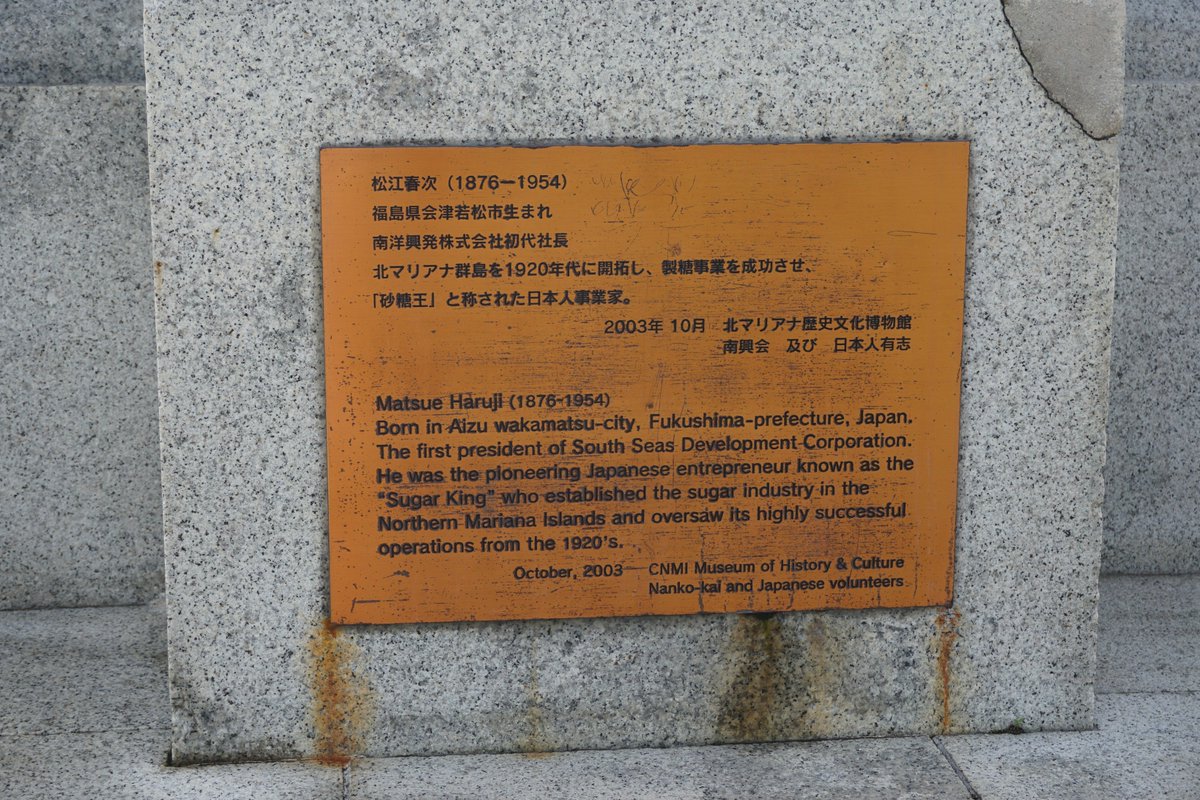 松江春次（1876ー1954）
福島県会津若松市生まれ
南洋興発株式会社初代社長
北マリアナ群島を1920年代に開拓し、製糖事業を成功させ、
「砂糖王」と称された日本人事業家。
2003年 10月　北マリアナ歴史文化博物館
南興会　及び　日本人有志
Matsue Haruji (1876-1954)
Born in Aizu wakamatsu-city, Fukushima-prefecture, Japan.
The first president of South Seas Development Corporation.
He was the pioneering Japanese entrepreneur known as the
“Sugar King” who established the sugar industry in the
Northern Mariana Islands and oversaw its highly successful
operations from the 1920’s.
October, 2003 CNMI Museum of History & Culture
Nanko-kai and Japanese volunteers